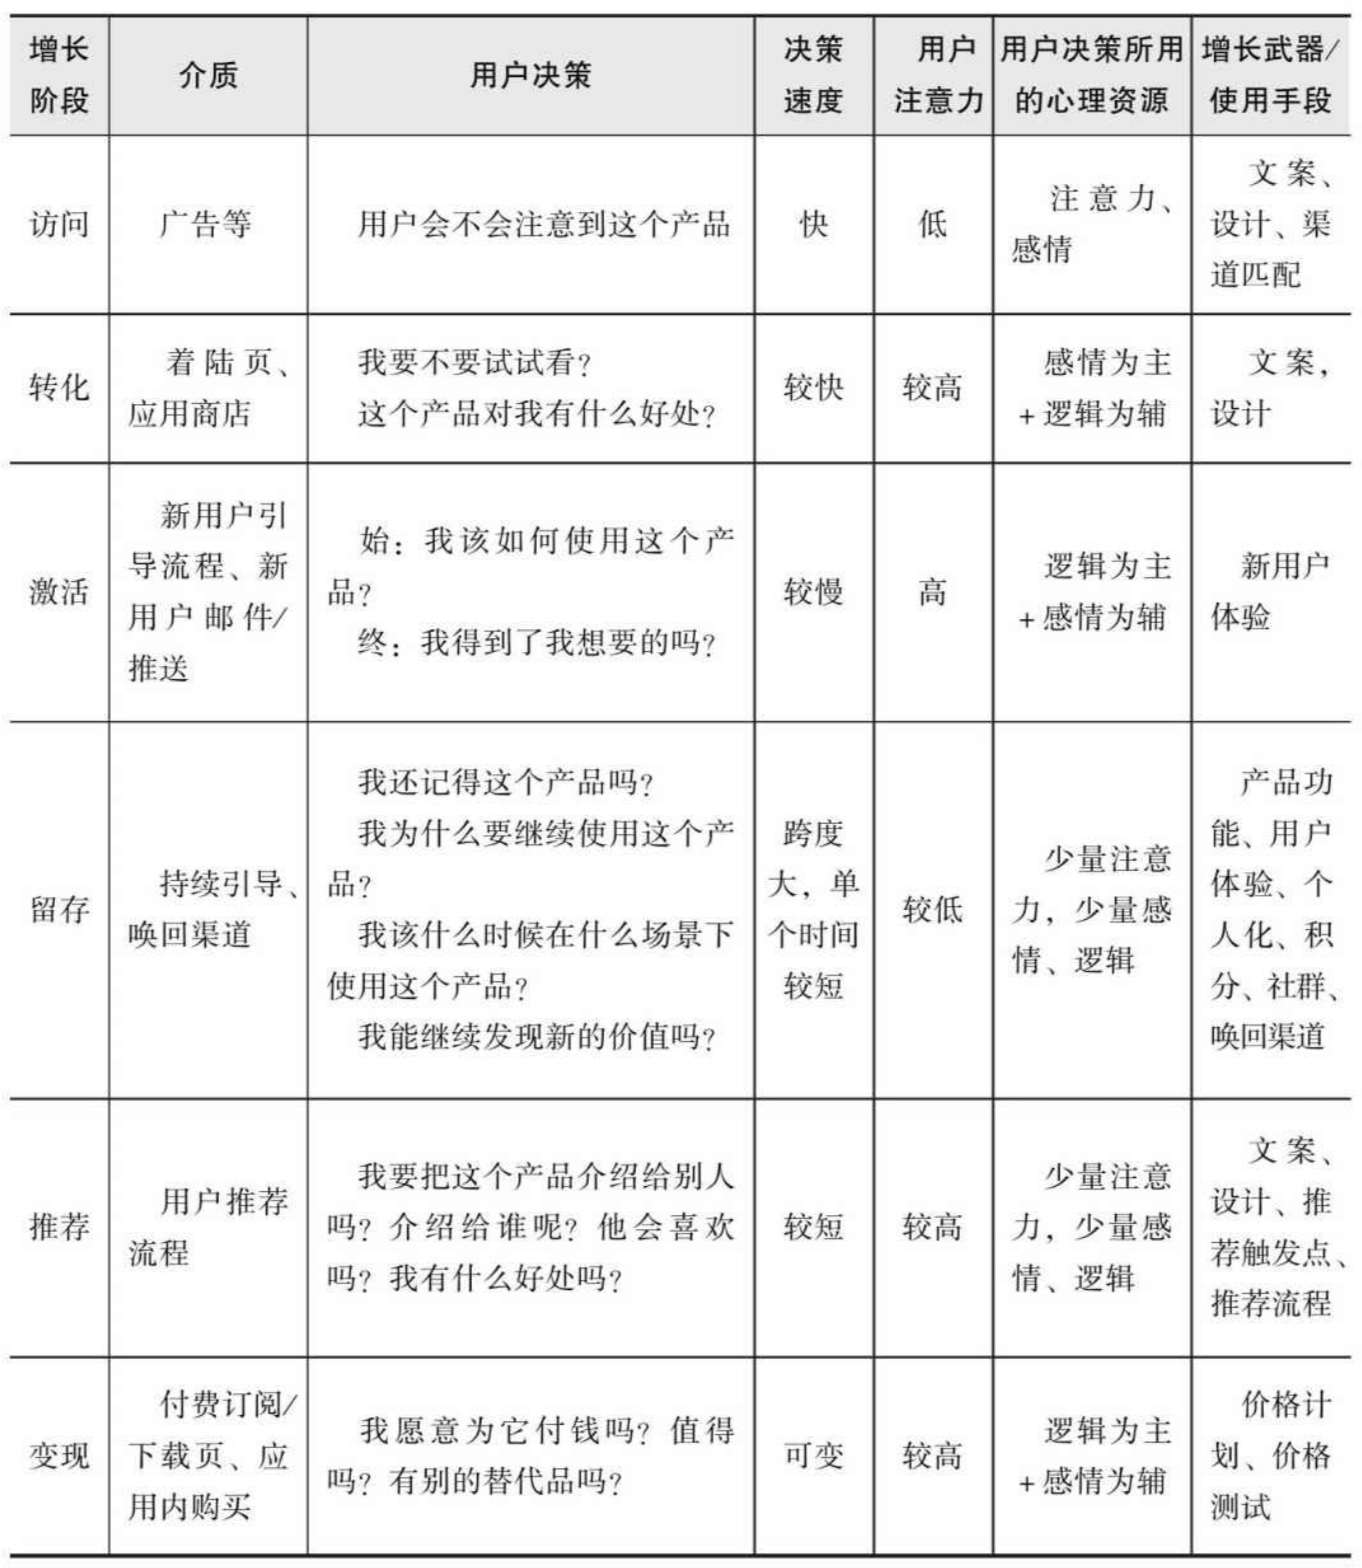 增长阶段 介质 用户决策 决策速度 用户注意力 用户决策所用的心理资源 增长武器/使用手段
访问
广告等
用户会不会注意到这个产品
快
低
注意力、
感情
文案、
设计、渠
道匹配
转化
着陆页、
应用商店
我要不要试试看？
这个产品对我有什么好处？
较快
较高
感情为主
+逻辑为辅
文案，
设计
激活
新用户引
导流程、新
用户邮件/
推送
始：我该如何使用这个产
品？
终：我得到了我想要的吗？
较慢
高
逻辑为主
+感情为辅
新用户
体验
留存
持续引导、
唤回渠道
我还记得这个产品吗？
我为什么要继续使用这个产
品？
我该什么时候在什么场景下
使用这个产品？
我能继续发现新的价值吗？
跨度
大，单
个时间
较短
较低
少量注意
力，少量感
情、逻辑
产品功
能、用户
体验、个
人化、积
分、社群、
唤回渠道
推荐
用户推荐
流程
我要把这个产品介绍给别人
吗？介绍给谁呢？他会喜欢
吗？我有什么好处吗？
较短
较高
少量注意
力，少量感
情、逻辑
文案、
设计、推
荐触发点、
推荐流程
变现
付费订阅/
下载页、应
用内购买
我愿意为它付钱吗？值得
吗？有别的替代品吗？
可变
较高
逻辑为主
+感情为辅
价格计
划、价格
测试